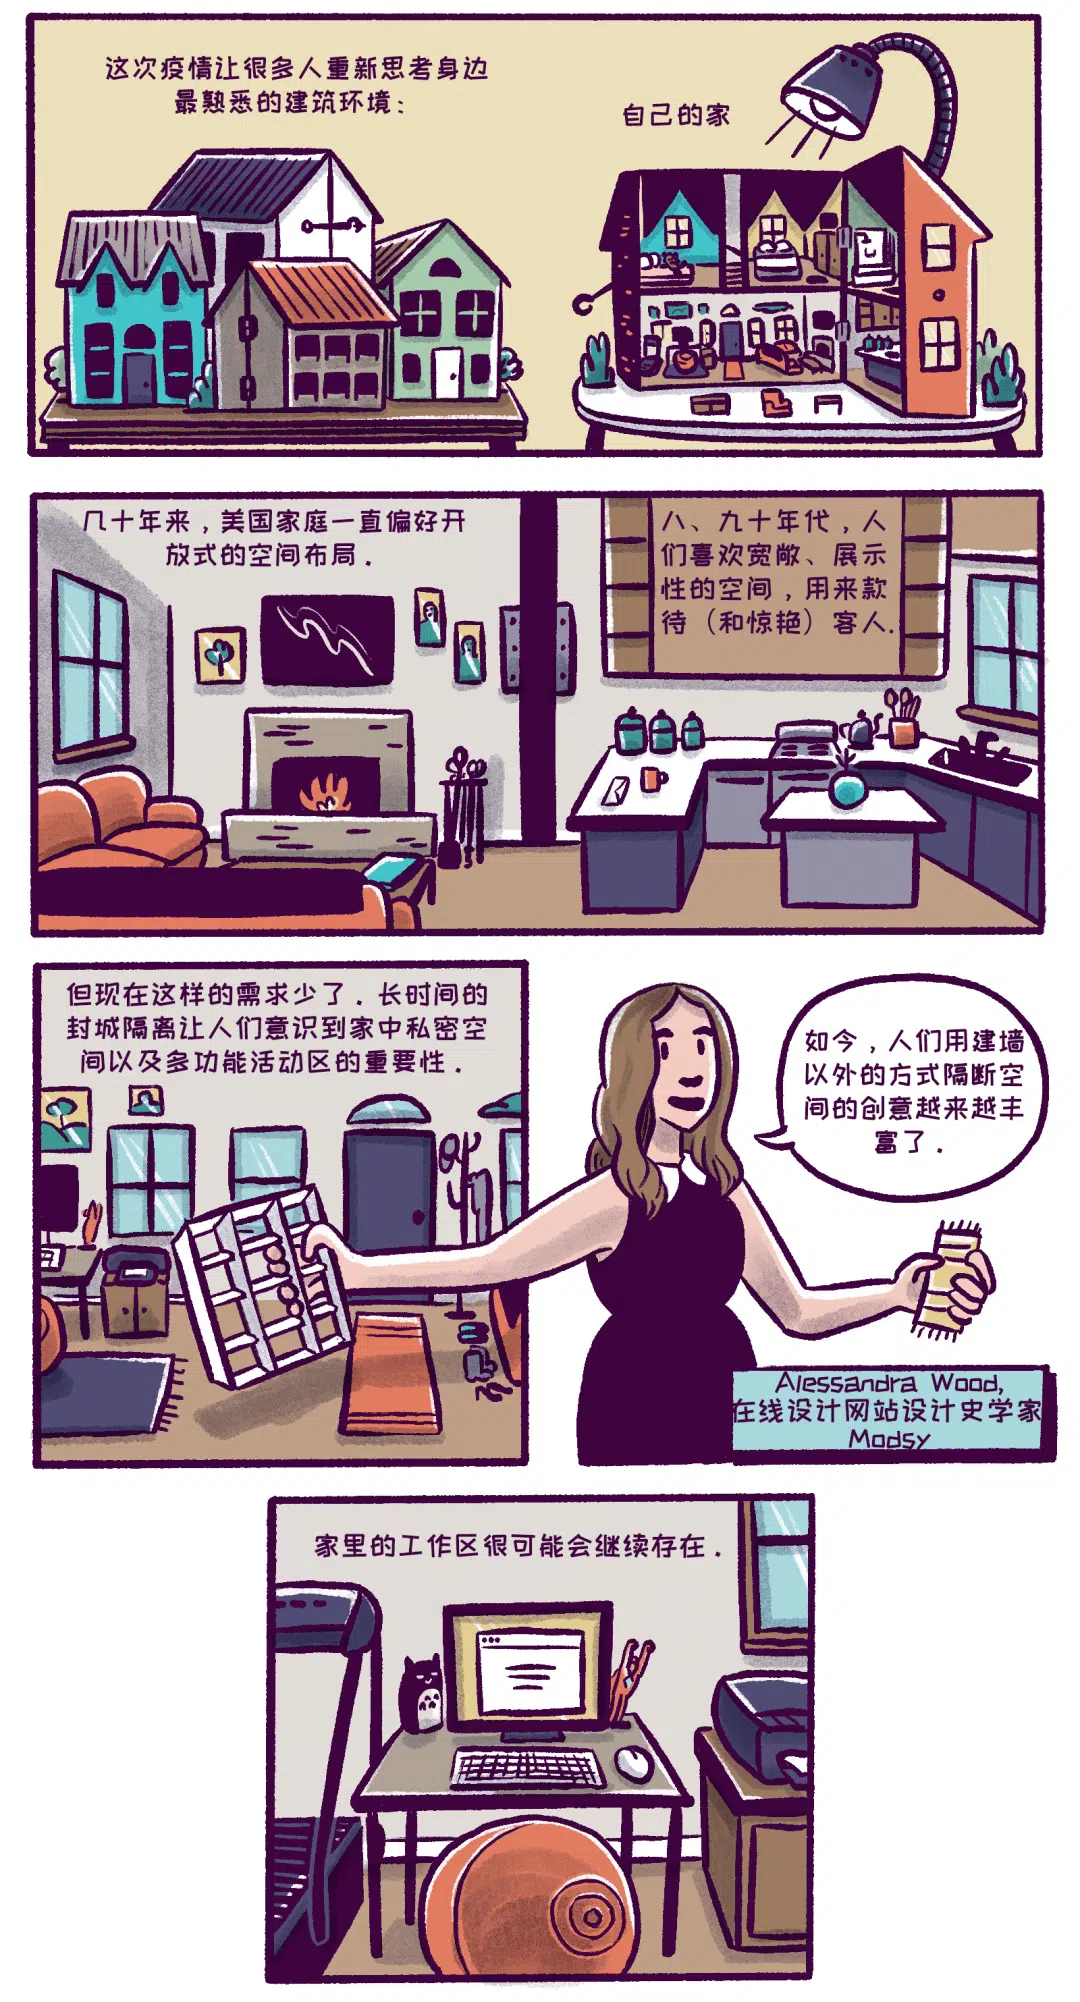 这次疫情让很多人重新思考身边
最熟悉的建筑环境：
自己的家
几十年来，美国家庭一直偏好开
放式的空间布局．
八、九十年代，人
们喜欢宽敞、展示
性的空间，用来款
待（和惊艳）客人.
但现在这样的需求少了．长时间的
封城隔离让人们意识到家中私密空
间以及多功能活动区的重要性．
如今，人们用建墙
以外的方式隔断空
间的创意越来越丰
富了．
Alessandra Wood,
在线设计网站设计史学家
Modsy
家里的工作区很可能会继续存在．